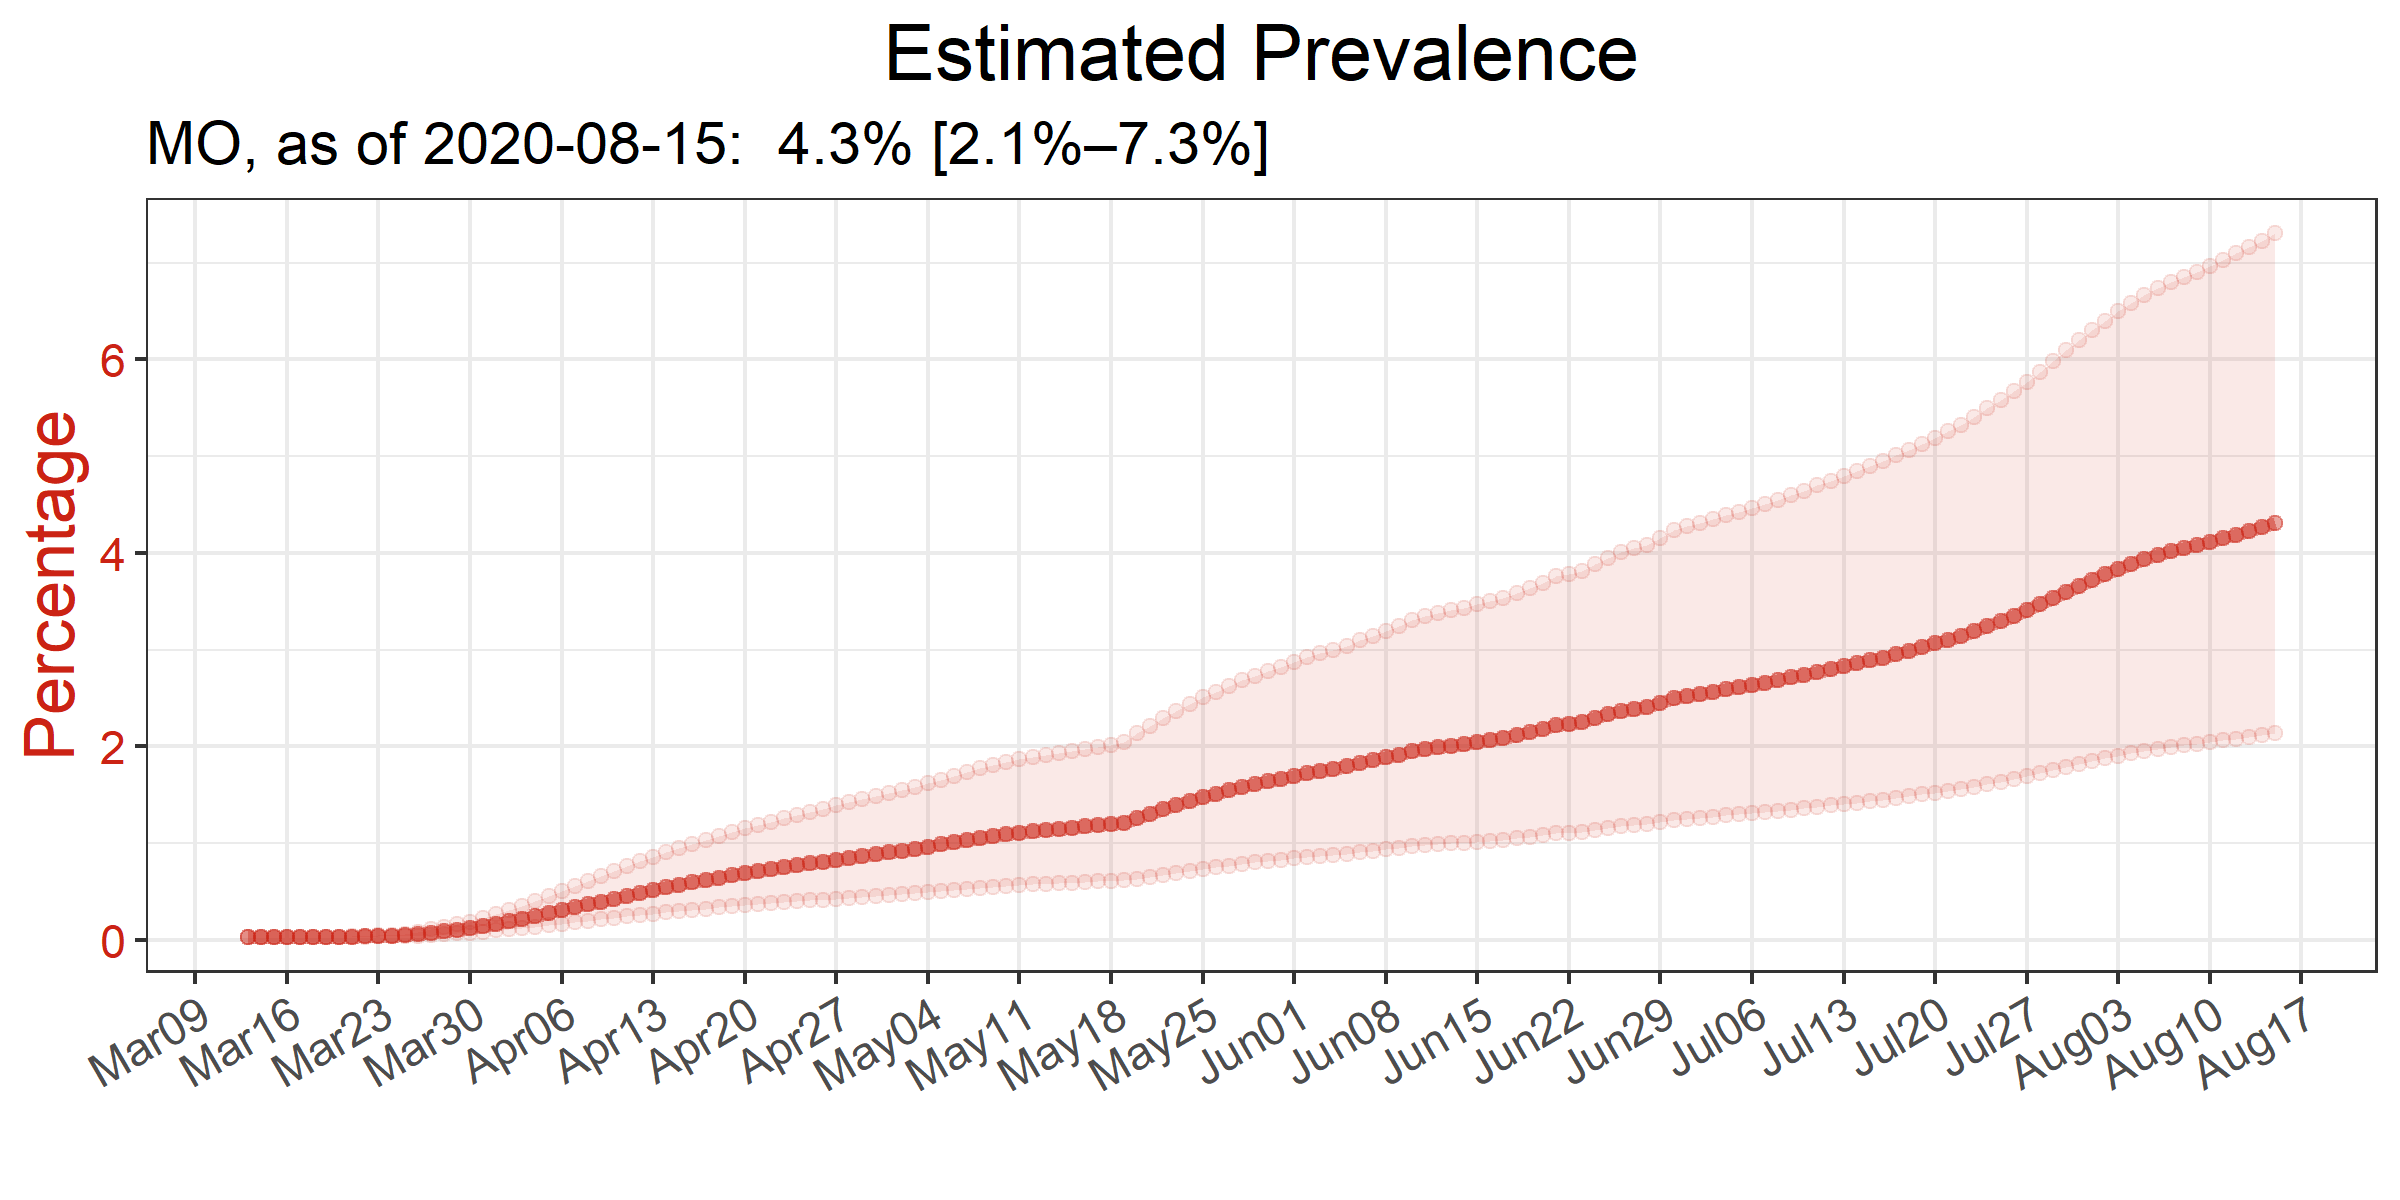 Estimated Prevalence
MO, as of 2020-08-15:  4.3% [2.1%–7.3%]
Percentage
6
4
2
0
Mar09
Mar16
Mar23
Mar30
Apr06
Apr13
Apr20
Apr27
May04
May11
May18
May25
Jun01
Jun08
Jun15
Jun22
Jun29
Jul06
Jul13
Jul20
Jul27
Aug03
Aug10
Aug17